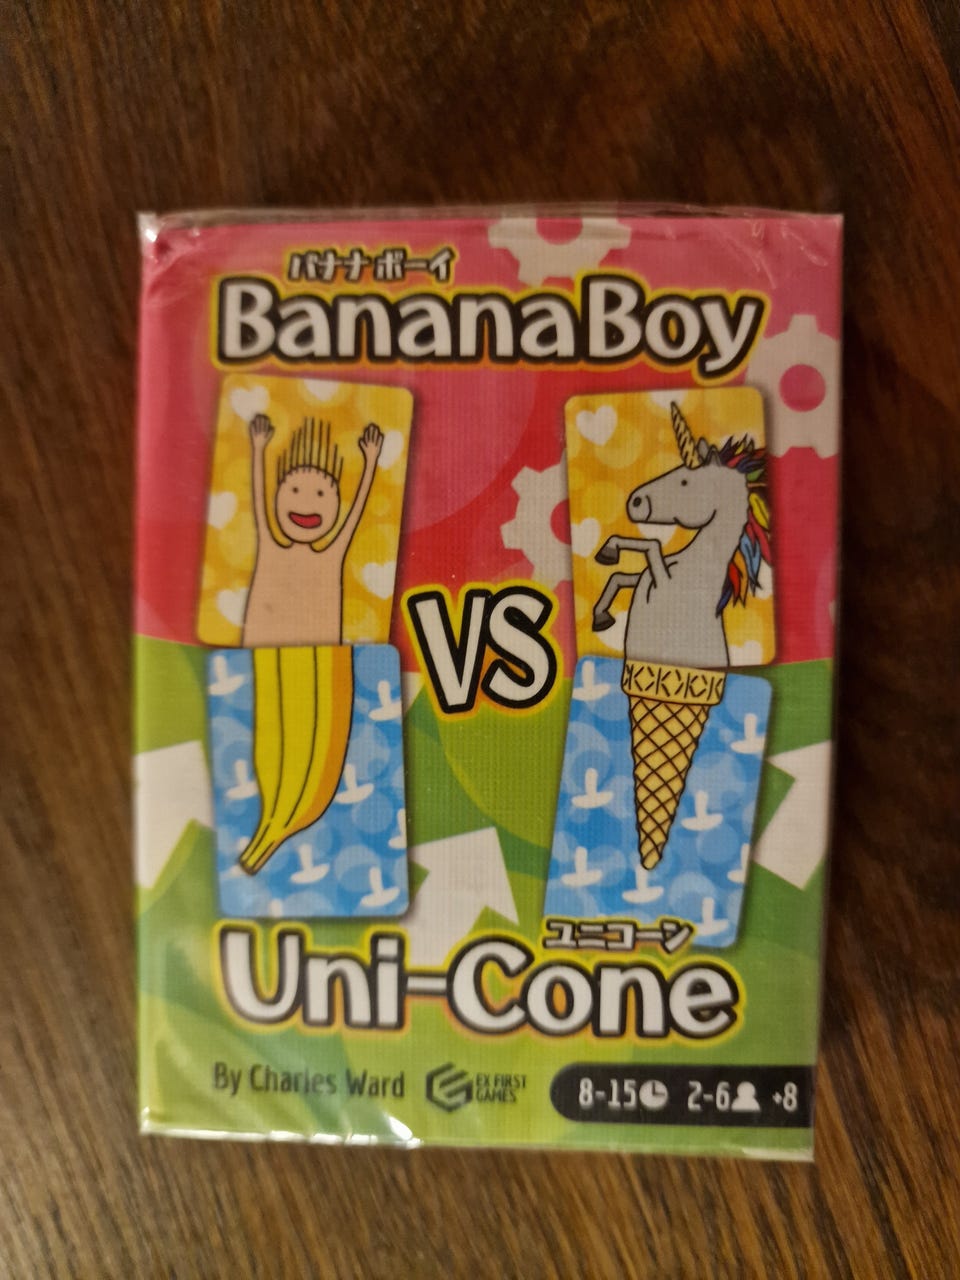 バナナボーイ
BananaBoy
VS
ユニコーン
Uni-Cone
By Charles Ward
EX FIRST
GAMES
8-15 2-6 +8